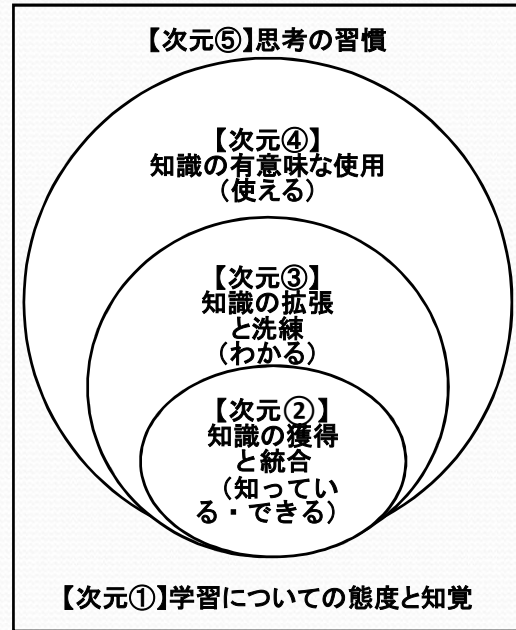 【次元⑤】思考の習慣
【次元④】
知識の有意味な使用
（使える）
【次元③】
知識の拡張
と洗練
（わかる）
【次元②】
知識の獲得
と統合
（知ってい
る・できる）
【次元①】学習についての態度と知覚